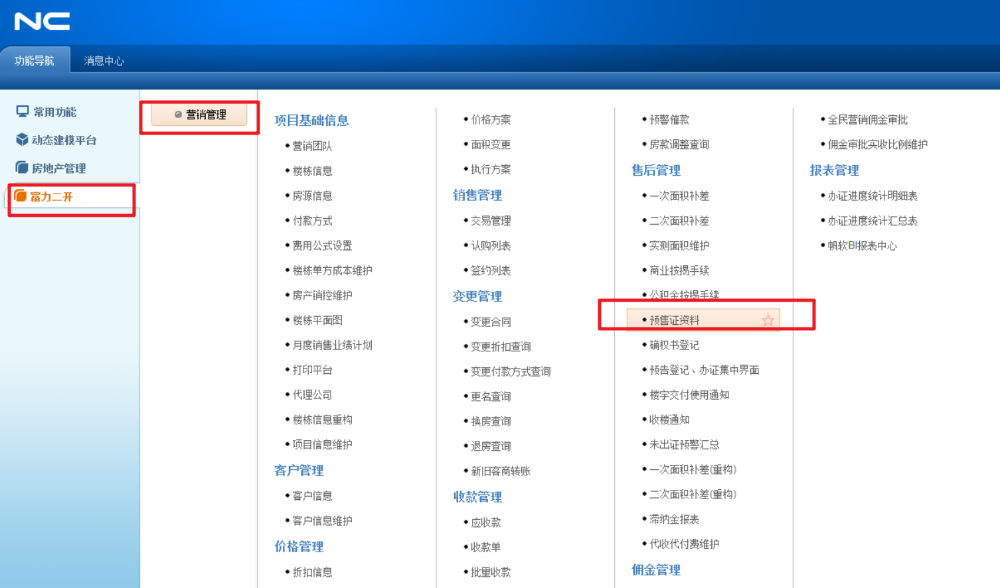 NC
功能导航
消息中心
常用功能
动态建模平台
房地产管理
富力二开
营销管理
项目基础信息
营销团队
楼栋信息
房源信息
付款方式
费用公式设置
楼栋单方成本维护
房产销控维护
楼栋平面图
月度销售业绩计划
打印平台
代理公司
楼栋信息重构
项目信息维护
客户管理
客户信息
客户信息维护
价格管理
折扣信息
价格方案
面积变更
执行方案
销售管理
交易管理
认购列表
签约列表
变更管理
变更合同
变更折扣查询
变更付款方式查询
更名查询
换房查询
退房查询
新旧客商转账
收款管理
应收款
收款单
批量收款
预警催款
房款调整查询
售后管理
一次面积补差
二次面积补差
实测面积维护
商业按揭手续
公积金按揭手续
预售证资料
确权书登记
预告登记、办证集中界面
楼宇交付使用通知
收楼通知
未出证预警汇总
一次面积补差(重构)
二次面积补差(重构)
滞纳金报表
代收代付费维护
佣金管理
全民营销佣金审批
佣金审批实收比例维护
报表管理
办证进度统计明细表
办证进度统计汇总表
帆软BI报表中心